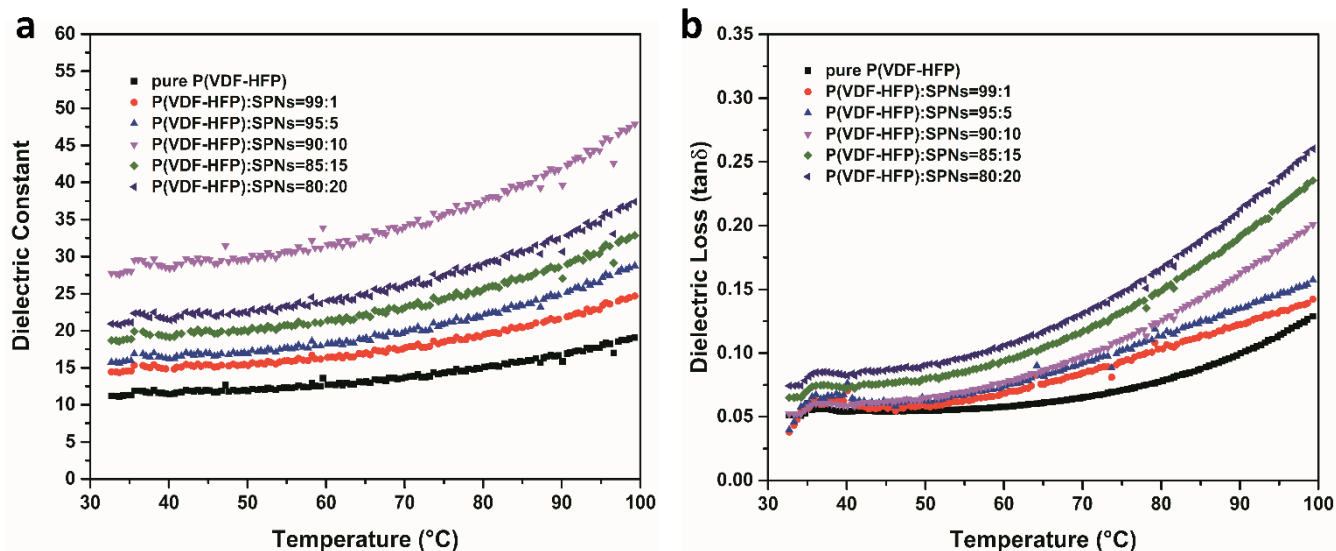 a
60
55
50
45
40
35
30
25
20
15
10
5
0
Dielectric Constant
pure P(VDF-HFP)
P(VDF-HFP):SPNs=99:1
P(VDF-HFP):SPNs=95:5
P(VDF-HFP):SPNs=90:10
P(VDF-HFP):SPNs=85:15
P(VDF-HFP):SPNs=80:20
30 40 50 60 70 80 90 100
Temperature (°C)
b
0.35
0.30
0.25
0.20
0.15
0.10
0.05
0.00
Dielectric Loss (tanδ)
pure P(VDF-HFP)
P(VDF-HFP):SPNs=99:1
P(VDF-HFP):SPNs=95:5
P(VDF-HFP):SPNs=90:10
P(VDF-HFP):SPNs=85:15
P(VDF-HFP):SPNs=80:20
30 40 50 60 70 80 90 100
Temperature (°C)